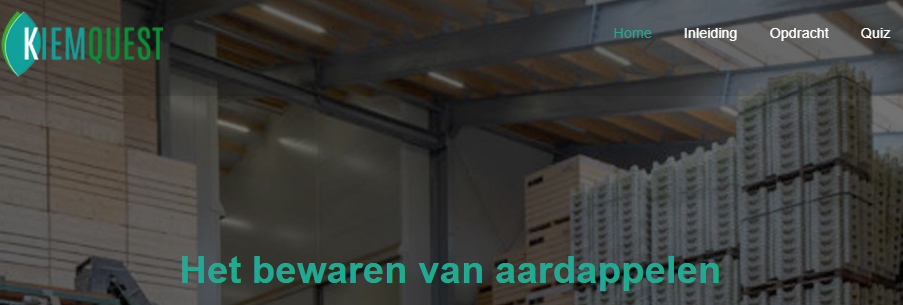 KIEMQUEST
Home Inleiding Opdracht Quiz
Het bewaren van aardappelen